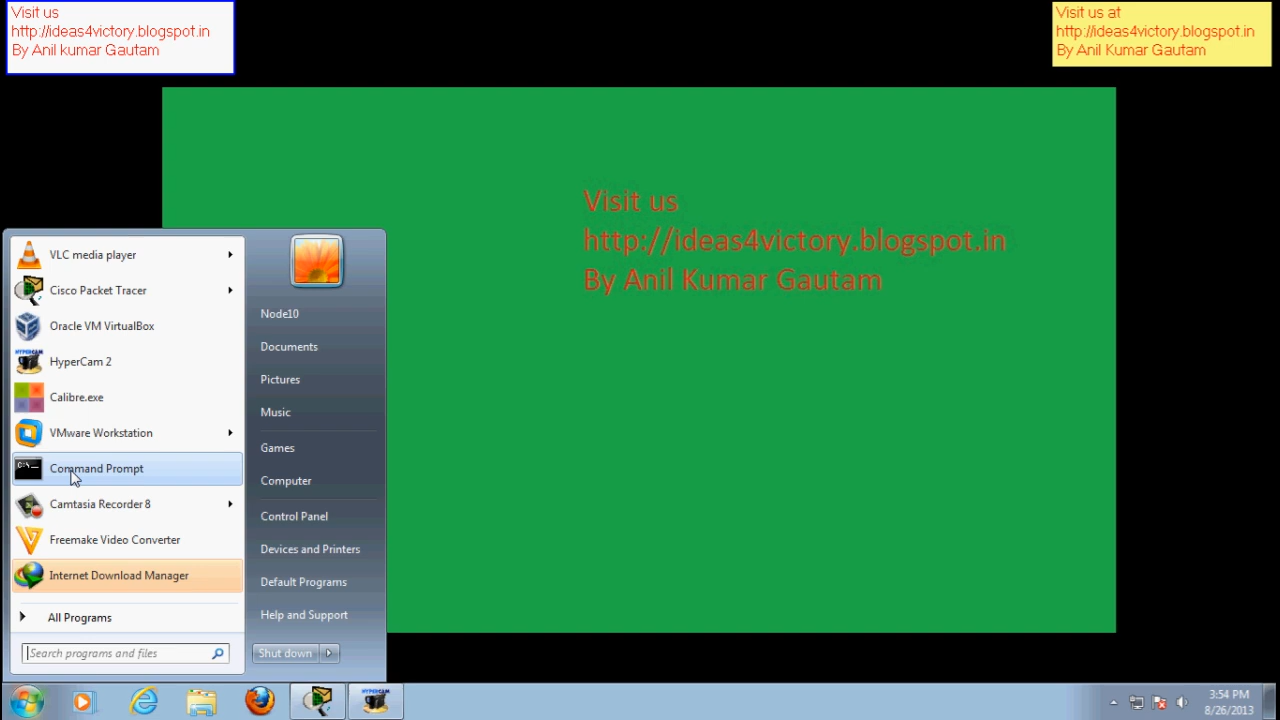 Visit us
http://ideas4victory.blogspot.in
By Anil kumar Gautam
Visit us at
http://ideas4victory.blogspot.in
By Anil Kumar Gautam
Visit us
http://ideas4victory.blogspot.in
By Anil Kumar Gautam
VLC media player
Cisco Packet Tracer
Oracle VM VirtualBox
HYPERCAM
HyperCam 2
Calibre.exe
VMware Workstation
C:\
Command Prompt
Camtasia Recorder 8
Freemake Video Converter
Internet Download Manager
All Programs
Search programs and files
Node10
Documents
Pictures
Music
Games
Computer
Control Panel
Devices and Printers
Default Programs
Help and Support
Shut down
HYPERCAM
3:54 PM
8/26/2013